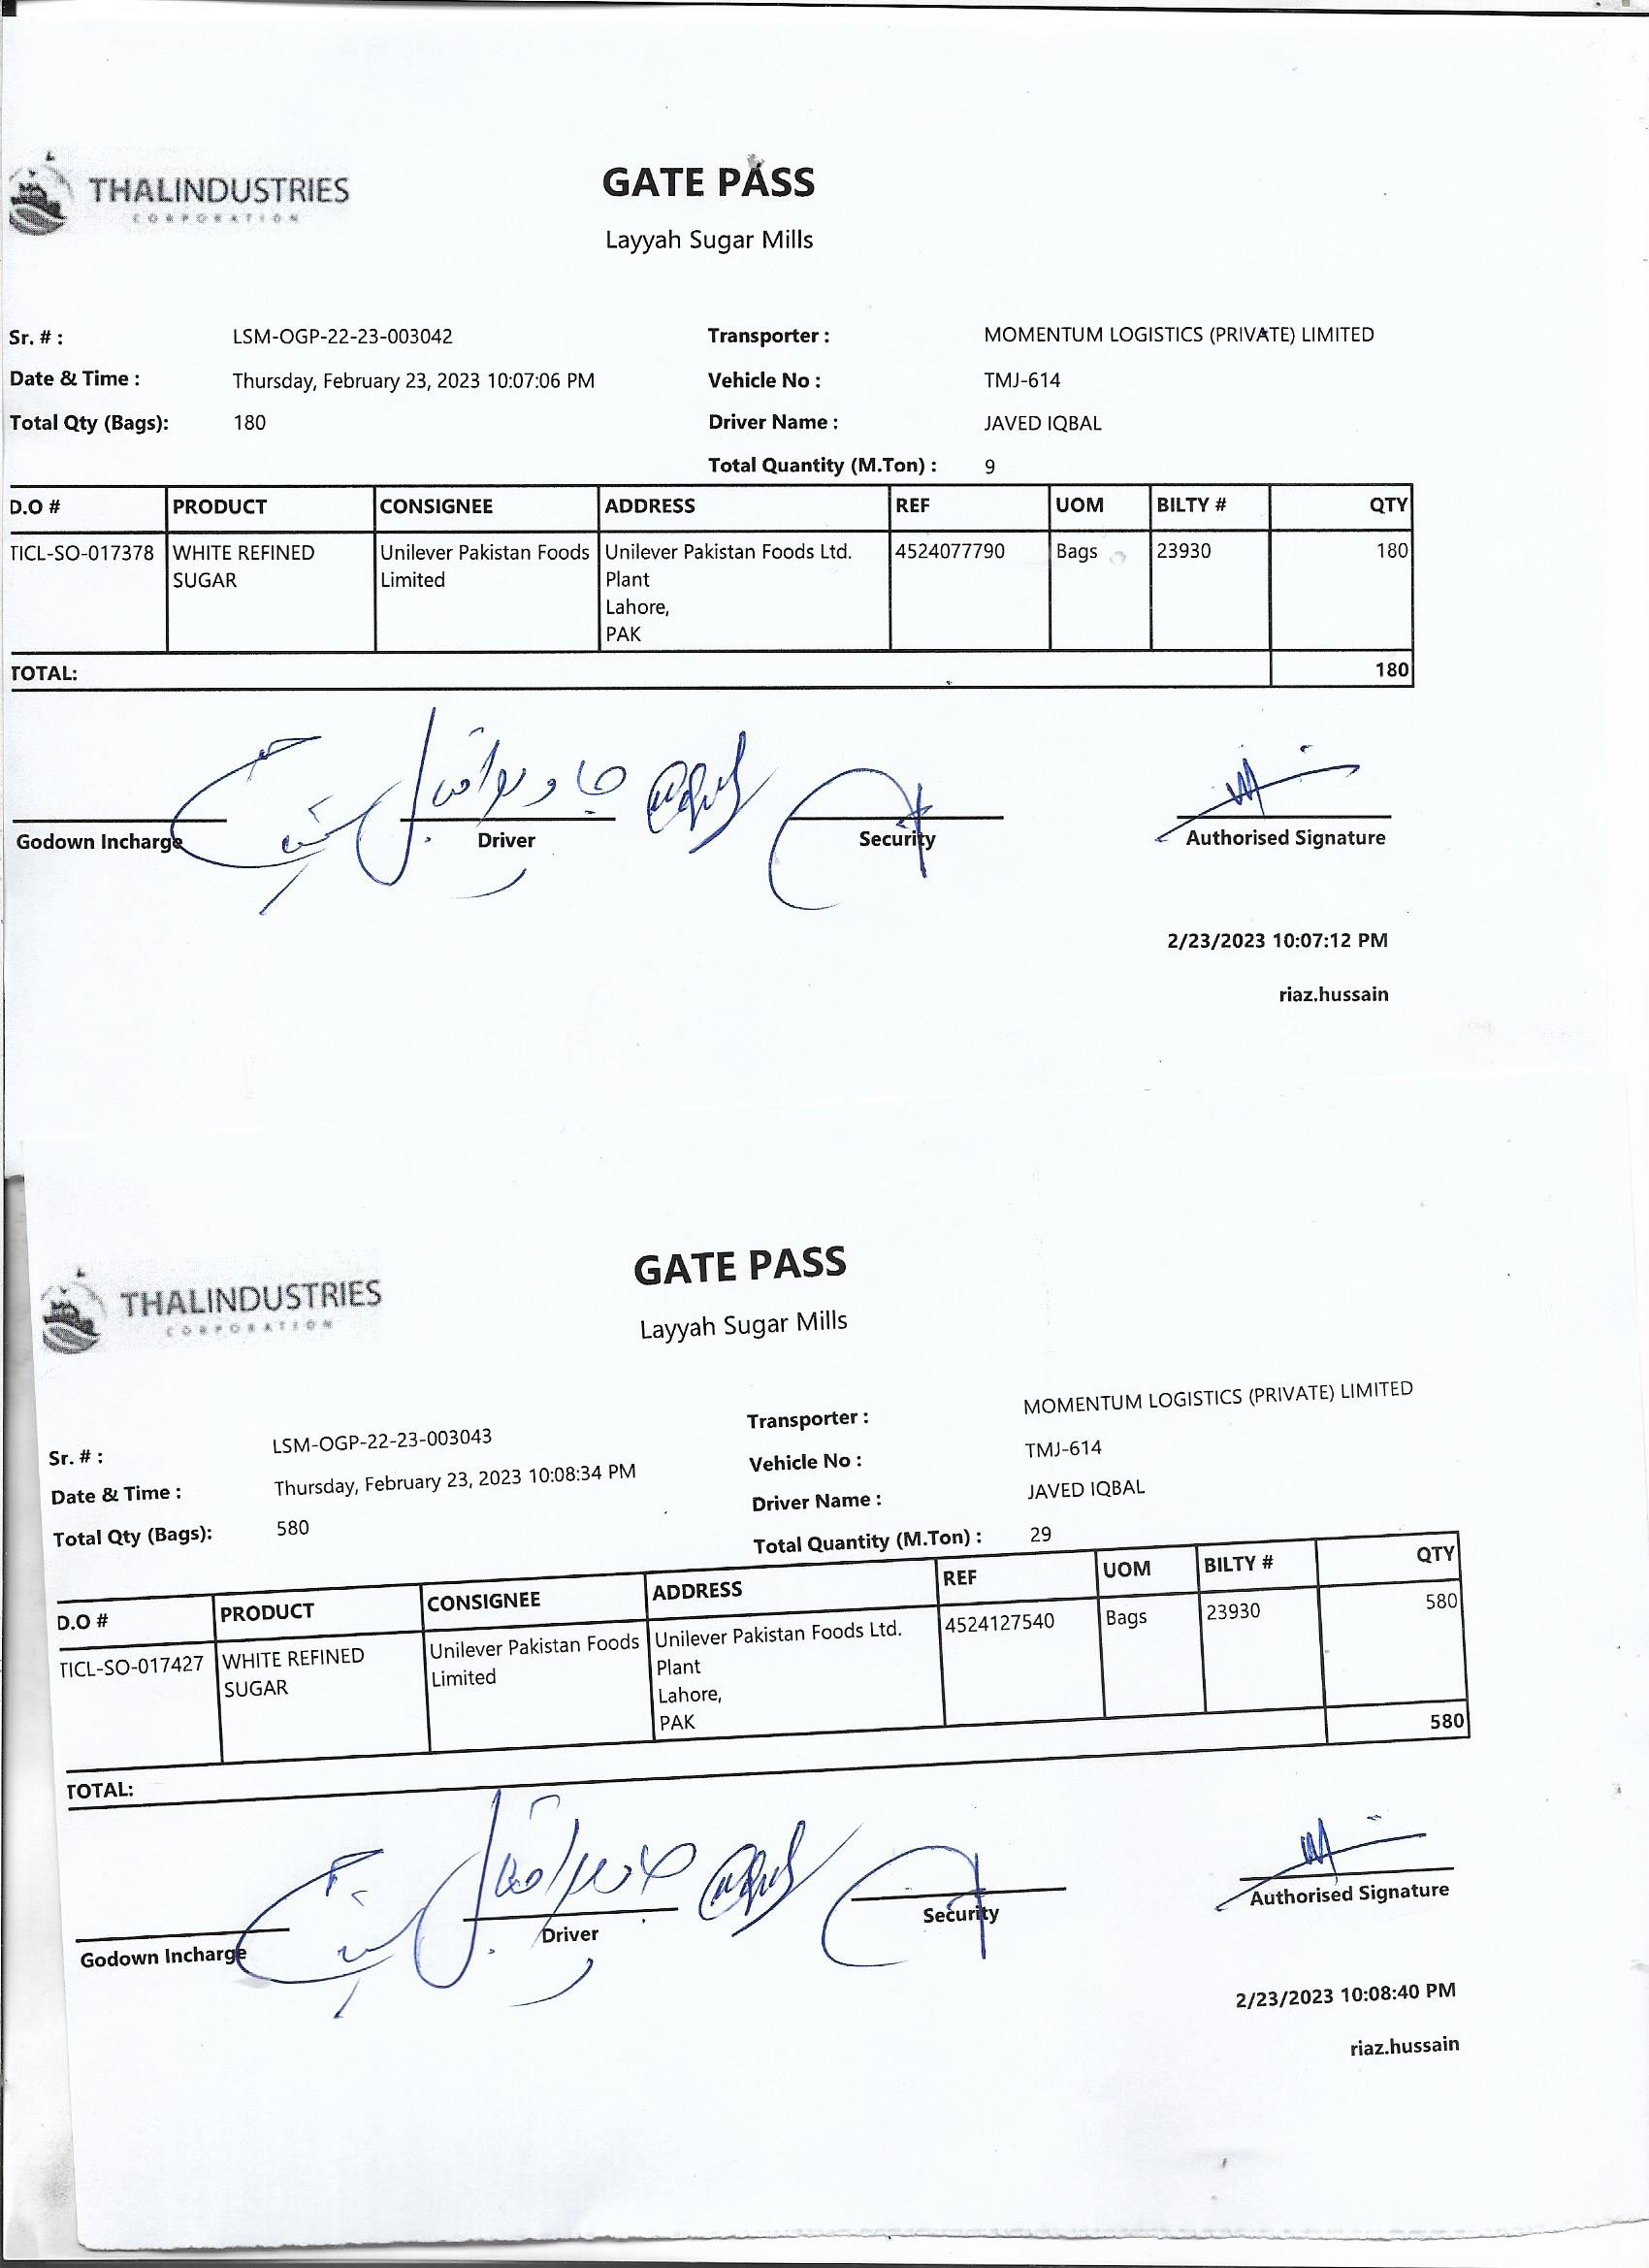 THALINDUSTRIES
CORPORATION
GATE PASS
Layyah Sugar Mills
Sr. # : LSM-OGP-22-23-003042 Transporter : MOMENTUM LOGISTICS (PRIVATE) LIMITED
Date & Time : Thursday, February 23, 2023 10:07:06 PM Vehicle No : TMJ-614
Total Qty (Bags): 180 Driver Name : JAVED IQBAL
Total Quantity (M.Ton) : 9
D.O # PRODUCT CONSIGNEE ADDRESS REF UOM BILTY # QTY
TICL-SO-017378 WHITE REFINED Unilever Pakistan Foods Unilever Pakistan Foods Ltd. 4524077790 Bags 23930 180
SUGAR Limited Plant
Lahore,
PAK
TOTAL: 180
جاوید اقبال
Godown Incharge Driver Security Authorised Signature
2/23/2023 10:07:12 PM
riaz.hussain
THALINDUSTRIES
CORPORATION
GATE PASS
Layyah Sugar Mills
Sr. # : LSM-OGP-22-23-003043 Transporter : MOMENTUM LOGISTICS (PRIVATE) LIMITED
Date & Time : Thursday, February 23, 2023 10:08:34 PM Vehicle No : TMJ-614
Total Qty (Bags): 580 Driver Name : JAVED IQBAL
Total Quantity (M.Ton) : 29
D.O # PRODUCT CONSIGNEE ADDRESS REF UOM BILTY # QTY
TICL-SO-017427 WHITE REFINED Unilever Pakistan Foods Unilever Pakistan Foods Ltd. 4524127540 Bags 23930 580
SUGAR Limited Plant
Lahore,
PAK
TOTAL: 580
جاوید اقبال
Godown Incharge Driver Security Authorised Signature
2/23/2023 10:08:40 PM
riaz.hussain